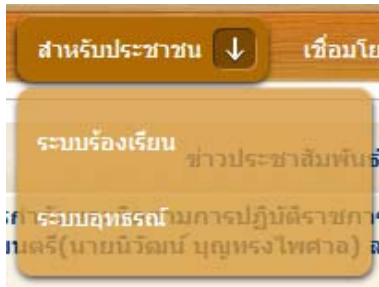 สำหรับประชาชน เชื่อมโย
ระบบร้องเรียน
ข่าวประชาสัมพันธ์
ระบบอุทธรณ์ ามการปฏิบัติราชการ
นตรี(นายนิวัฒน์ บุญทรงไพศาล) ล